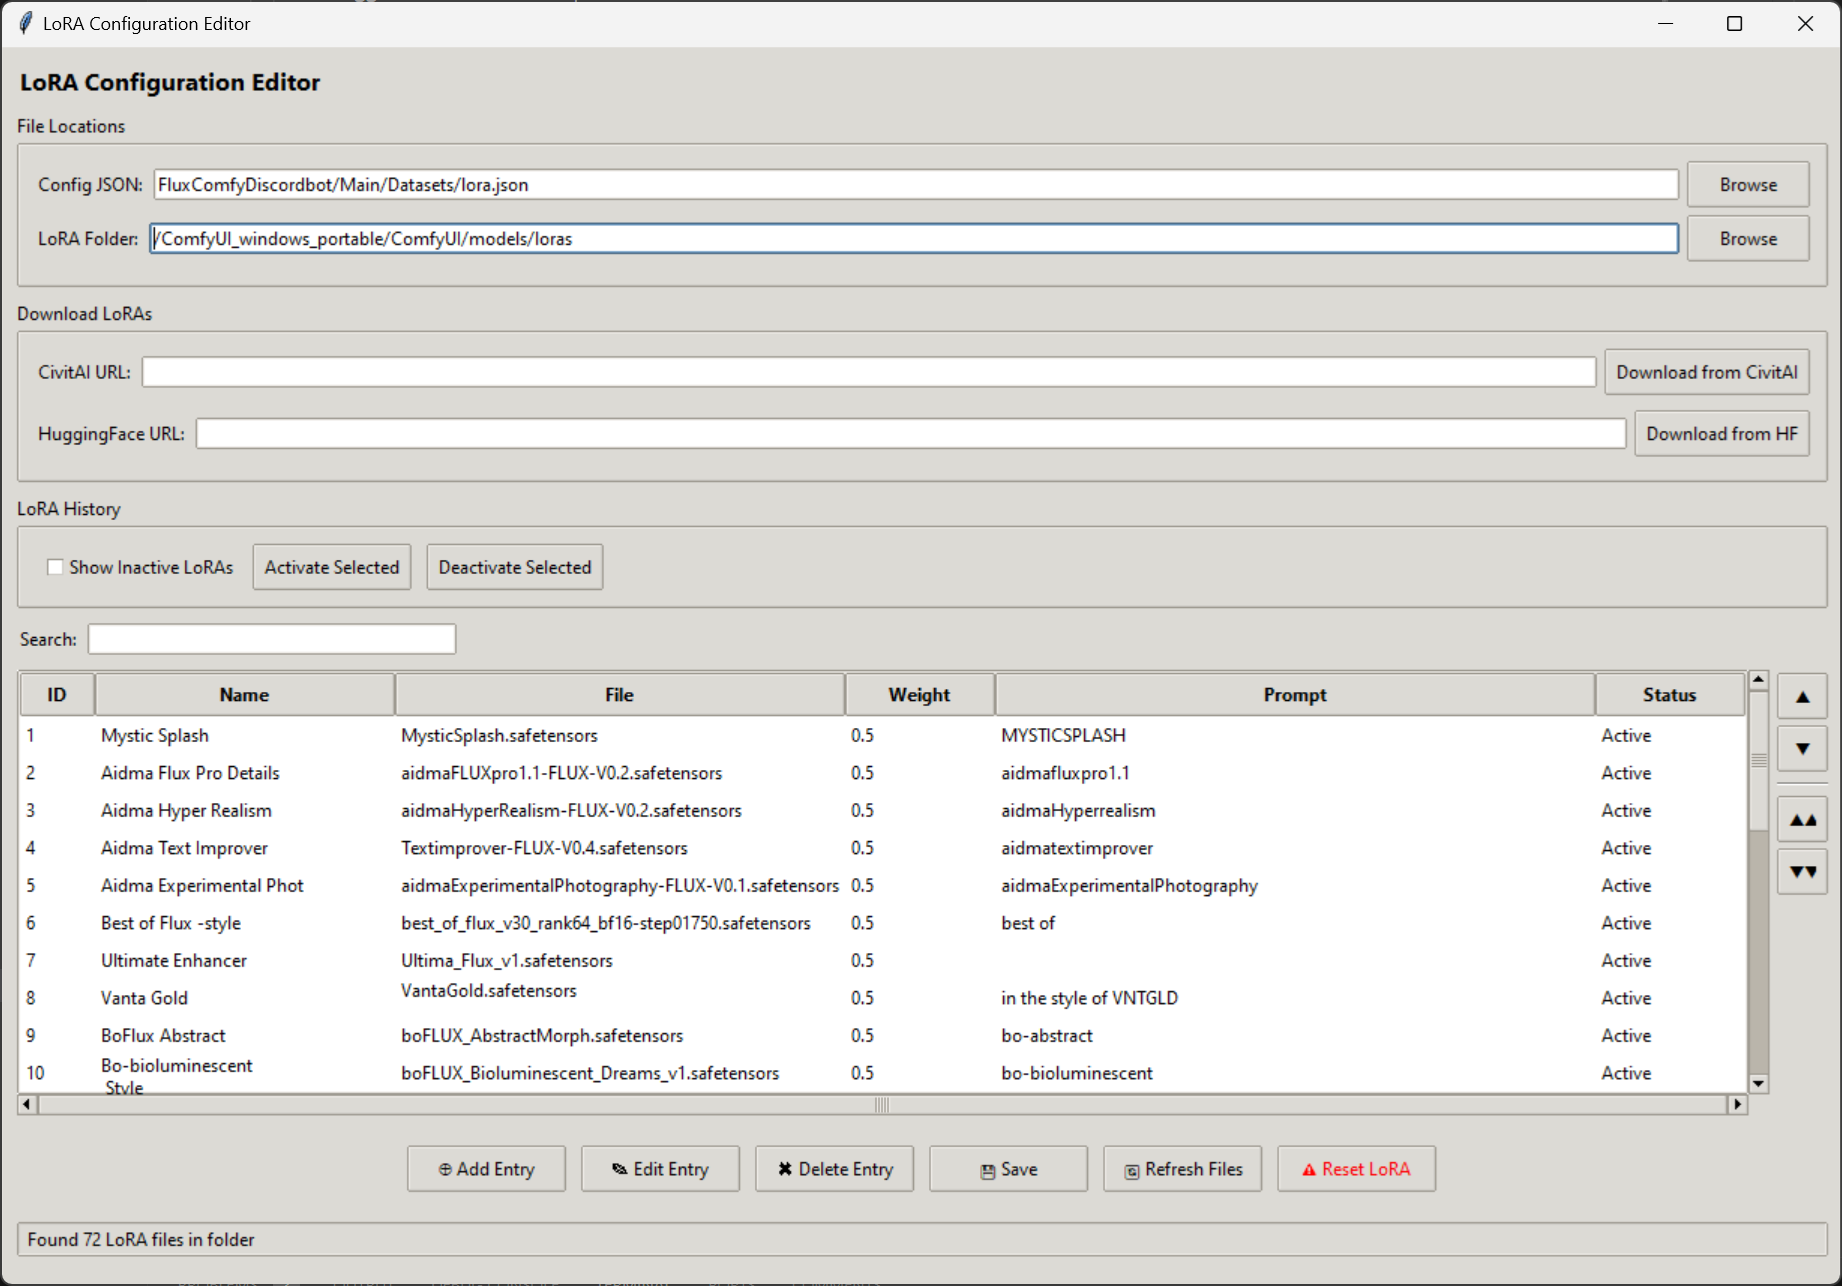 LoRA Configuration Editor
LoRA Configuration Editor
File Locations
Config JSON: FluxComfyDiscordbot/Main/Datasets/lora.json Browse
LoRA Folder: /ComfyUI_windows_portable/ComfyUI/models/loras Browse
Download LoRAs
CivitAI URL: Download from CivitAI
HuggingFace URL: Download from HF
LoRA History
Show Inactive LoRAs Activate Selected Deactivate Selected
Search:
ID Name File Weight Prompt Status
1 Mystic Splash MysticSplash.safetensors 0.5 MYSTICSPLASH Active
2 Aidma Flux Pro Details aidmaFLUXpro1.1-FLUX-V0.2.safetensors 0.5 aidmafluxpro1.1 Active
3 Aidma Hyper Realism aidmaHyperRealism-FLUX-V0.2.safetensors 0.5 aidmaHyperrealism Active
4 Aidma Text Improver Textimprover-FLUX-V0.4.safetensors 0.5 aidmatextimprover Active
5 Aidma Experimental Phot aidmaExperimentalPhotography-FLUX-V0.1.safetensors 0.5 aidmaExperimentalPhotography Active
6 Best of Flux -style best_of_flux_v30_rank64_bf16-step01750.safetensors 0.5 best of Active
7 Ultimate Enhancer Ultima_Flux_v1.safetensors 0.5 Active
8 Vanta Gold VantaGold.safetensors 0.5 in the style of VNTGLD Active
9 BoFlux Abstract boFLUX_AbstractMorph.safetensors 0.5 bo-abstract Active
10 Bo-bioluminescent boFLUX_Bioluminescent_Dreams_v1.safetensors 0.5 bo-bioluminescent Active
Style
Add Entry Edit Entry Delete Entry Save Refresh Files Reset LoRA
Found 72 LoRA files in folder